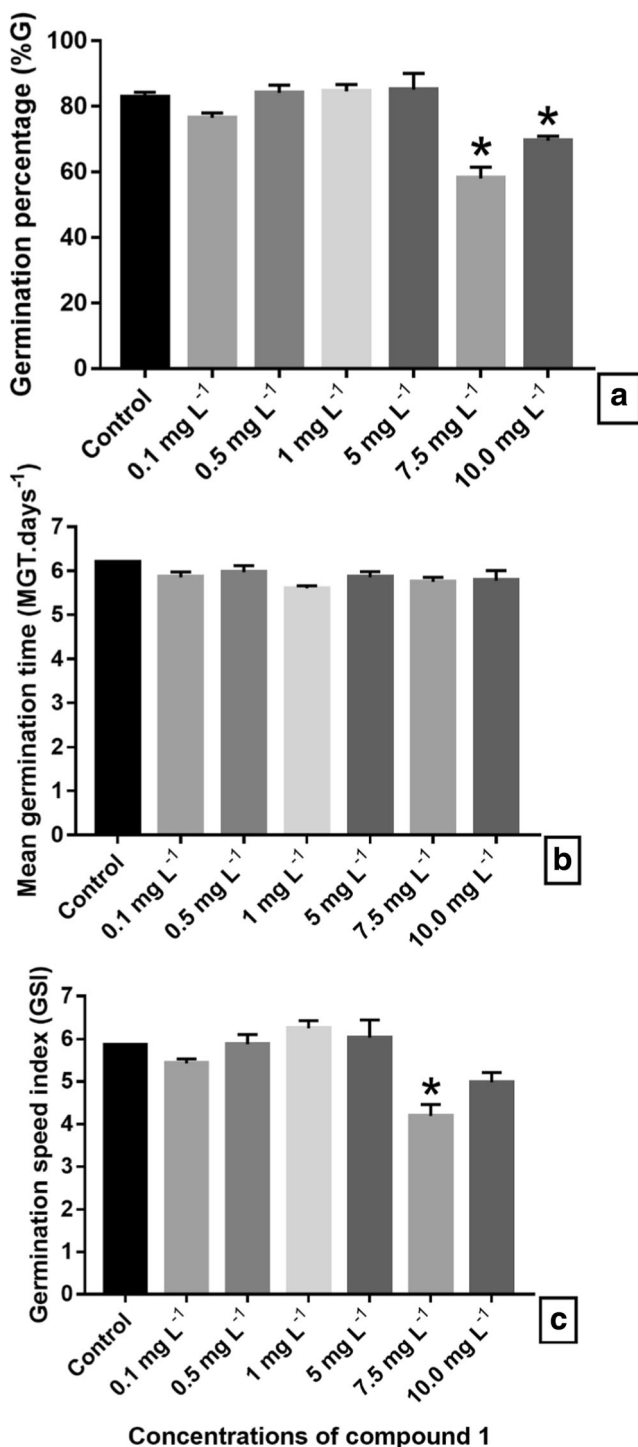 Germination percentage (%G)
100
80
60
40
20
0
*
*
Control
0.1 mg L⁻¹
0.5 mg L⁻¹
1 mg L⁻¹
5 mg L⁻¹
7.5 mg L⁻¹
10.0 mg L⁻¹
a
Mean germination time (MGT.days⁻¹)
7
6
5
4
3
2
1
0
Control
0.1 mg L⁻¹
0.5 mg L⁻¹
1 mg L⁻¹
5 mg L⁻¹
7.5 mg L⁻¹
10.0 mg L⁻¹
b
Germination speed index (GSI)
7
6
5
4
3
2
1
0
*
Control
0.1 mg L⁻¹
0.5 mg L⁻¹
1 mg L⁻¹
5 mg L⁻¹
7.5 mg L⁻¹
10.0 mg L⁻¹
c
Concentrations of compound 1